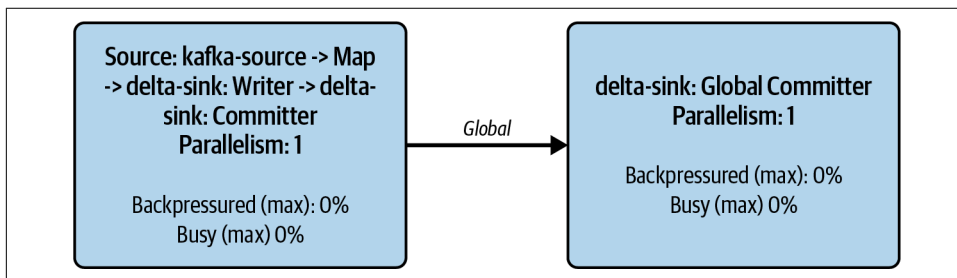 Source: kafka-source -> Map
-> delta-sink: Writer -> delta-
sink: Committer
Parallelism: 1
Backpressured (max): 0%
Busy (max) 0%
Global
delta-sink: Global Committer
Parallelism: 1
Backpressured (max): 0%
Busy (max) 0%